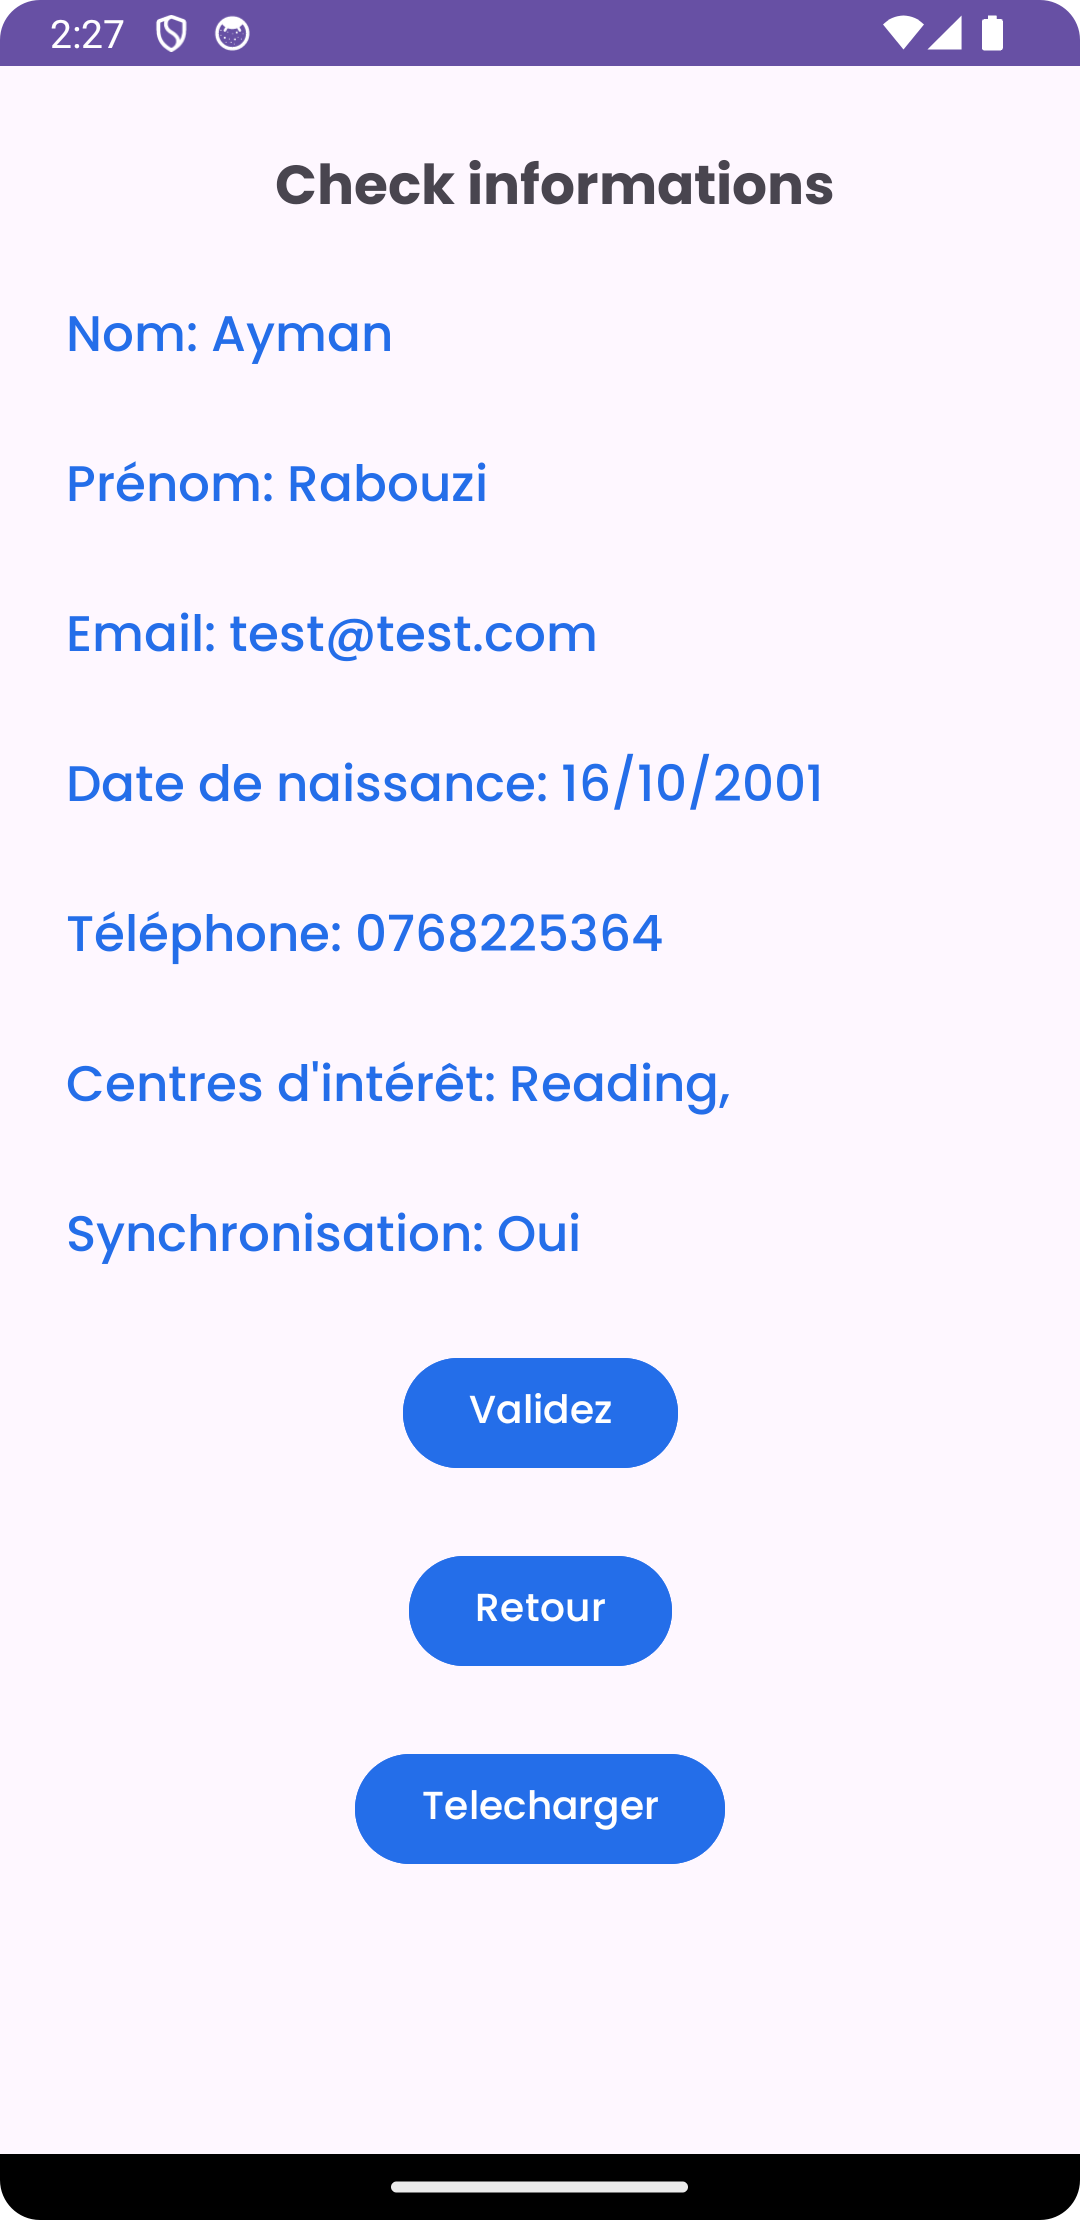 2:27
Check informations
Nom: Ayman
Prénom: Rabouzi
Email: test@test.com
Date de naissance: 16/10/2001
Téléphone: 0768225364
Centres d'intérêt: Reading,
Synchronisation: Oui
Validez
Retour
Telecharger